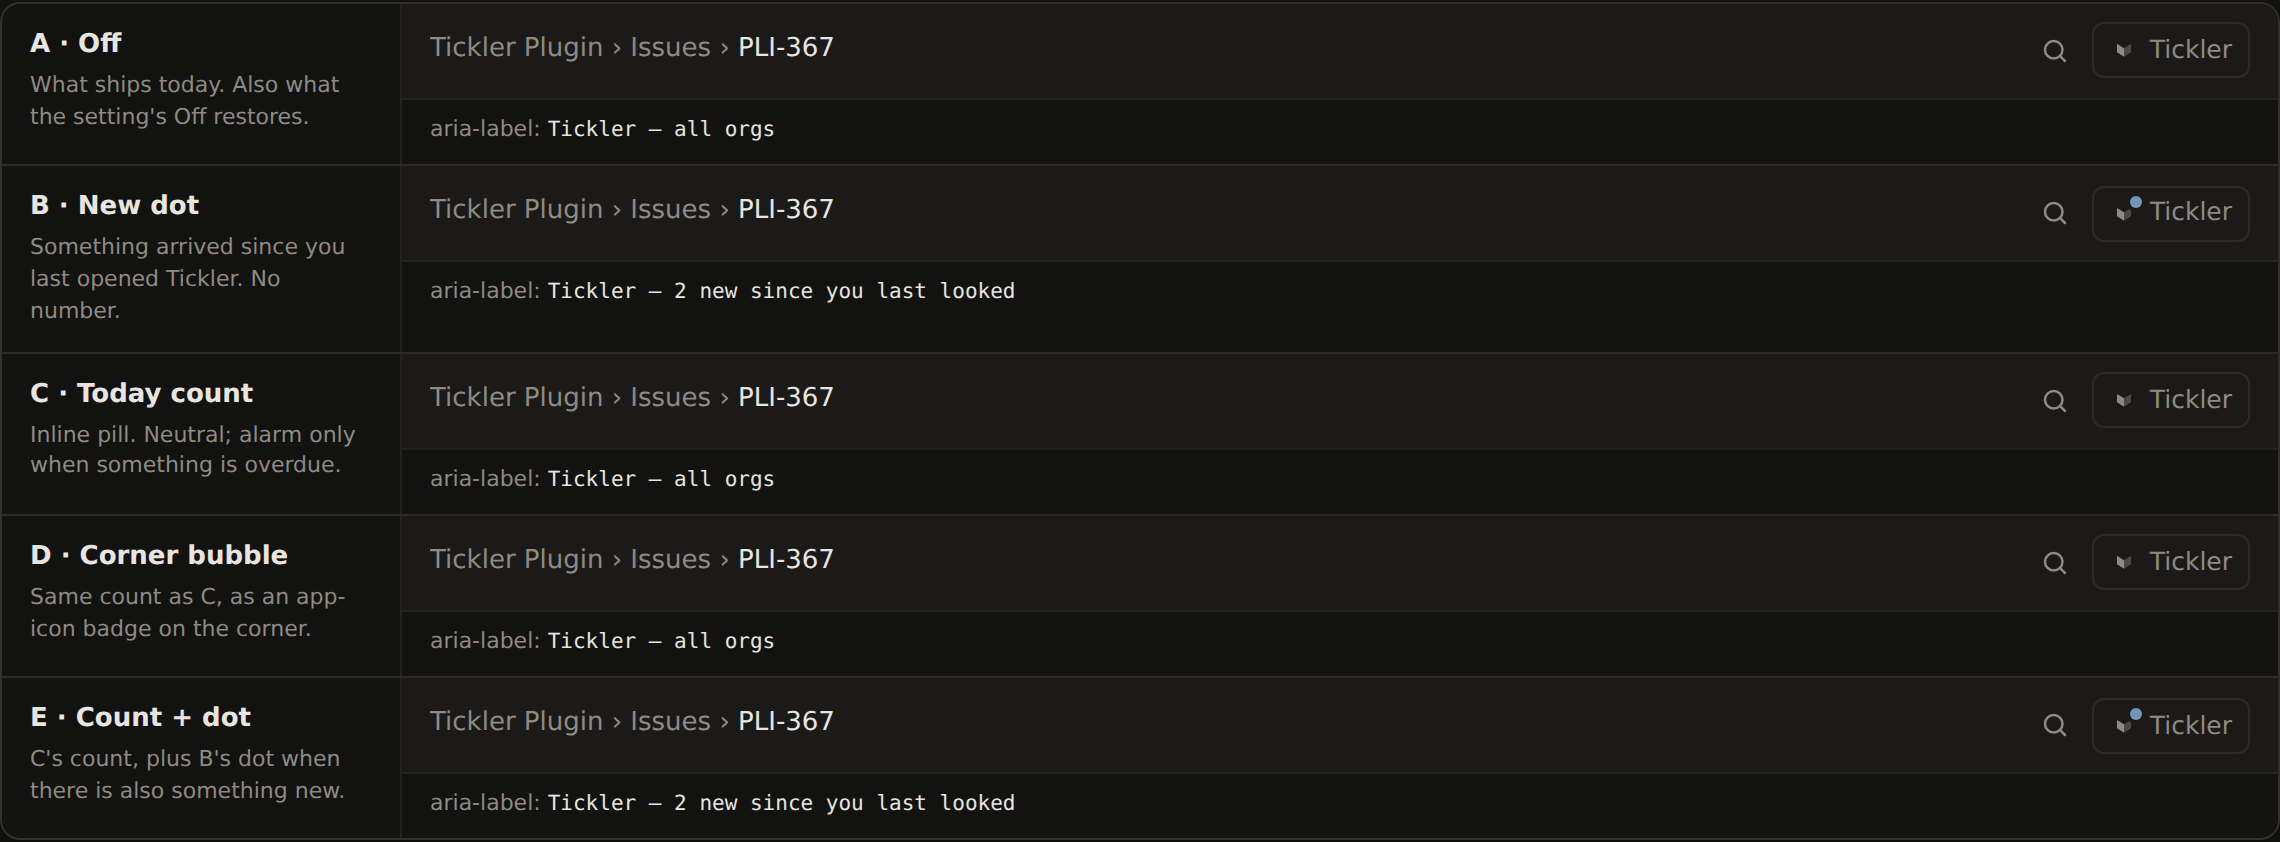 A · Off
What ships today. Also what
the setting's Off restores.
Tickler Plugin › Issues › PLI-367
Tickler
aria-label: Tickler — all orgs
B · New dot
Something arrived since you
last opened Tickler. No
number.
Tickler Plugin › Issues › PLI-367
Tickler
aria-label: Tickler — 2 new since you last looked
C · Today count
Inline pill. Neutral; alarm only
when something is overdue.
Tickler Plugin › Issues › PLI-367
Tickler
aria-label: Tickler — all orgs
D · Corner bubble
Same count as C, as an app-
icon badge on the corner.
Tickler Plugin › Issues › PLI-367
Tickler
aria-label: Tickler — all orgs
E · Count + dot
C's count, plus B's dot when
there is also something new.
Tickler Plugin › Issues › PLI-367
Tickler
aria-label: Tickler — 2 new since you last looked